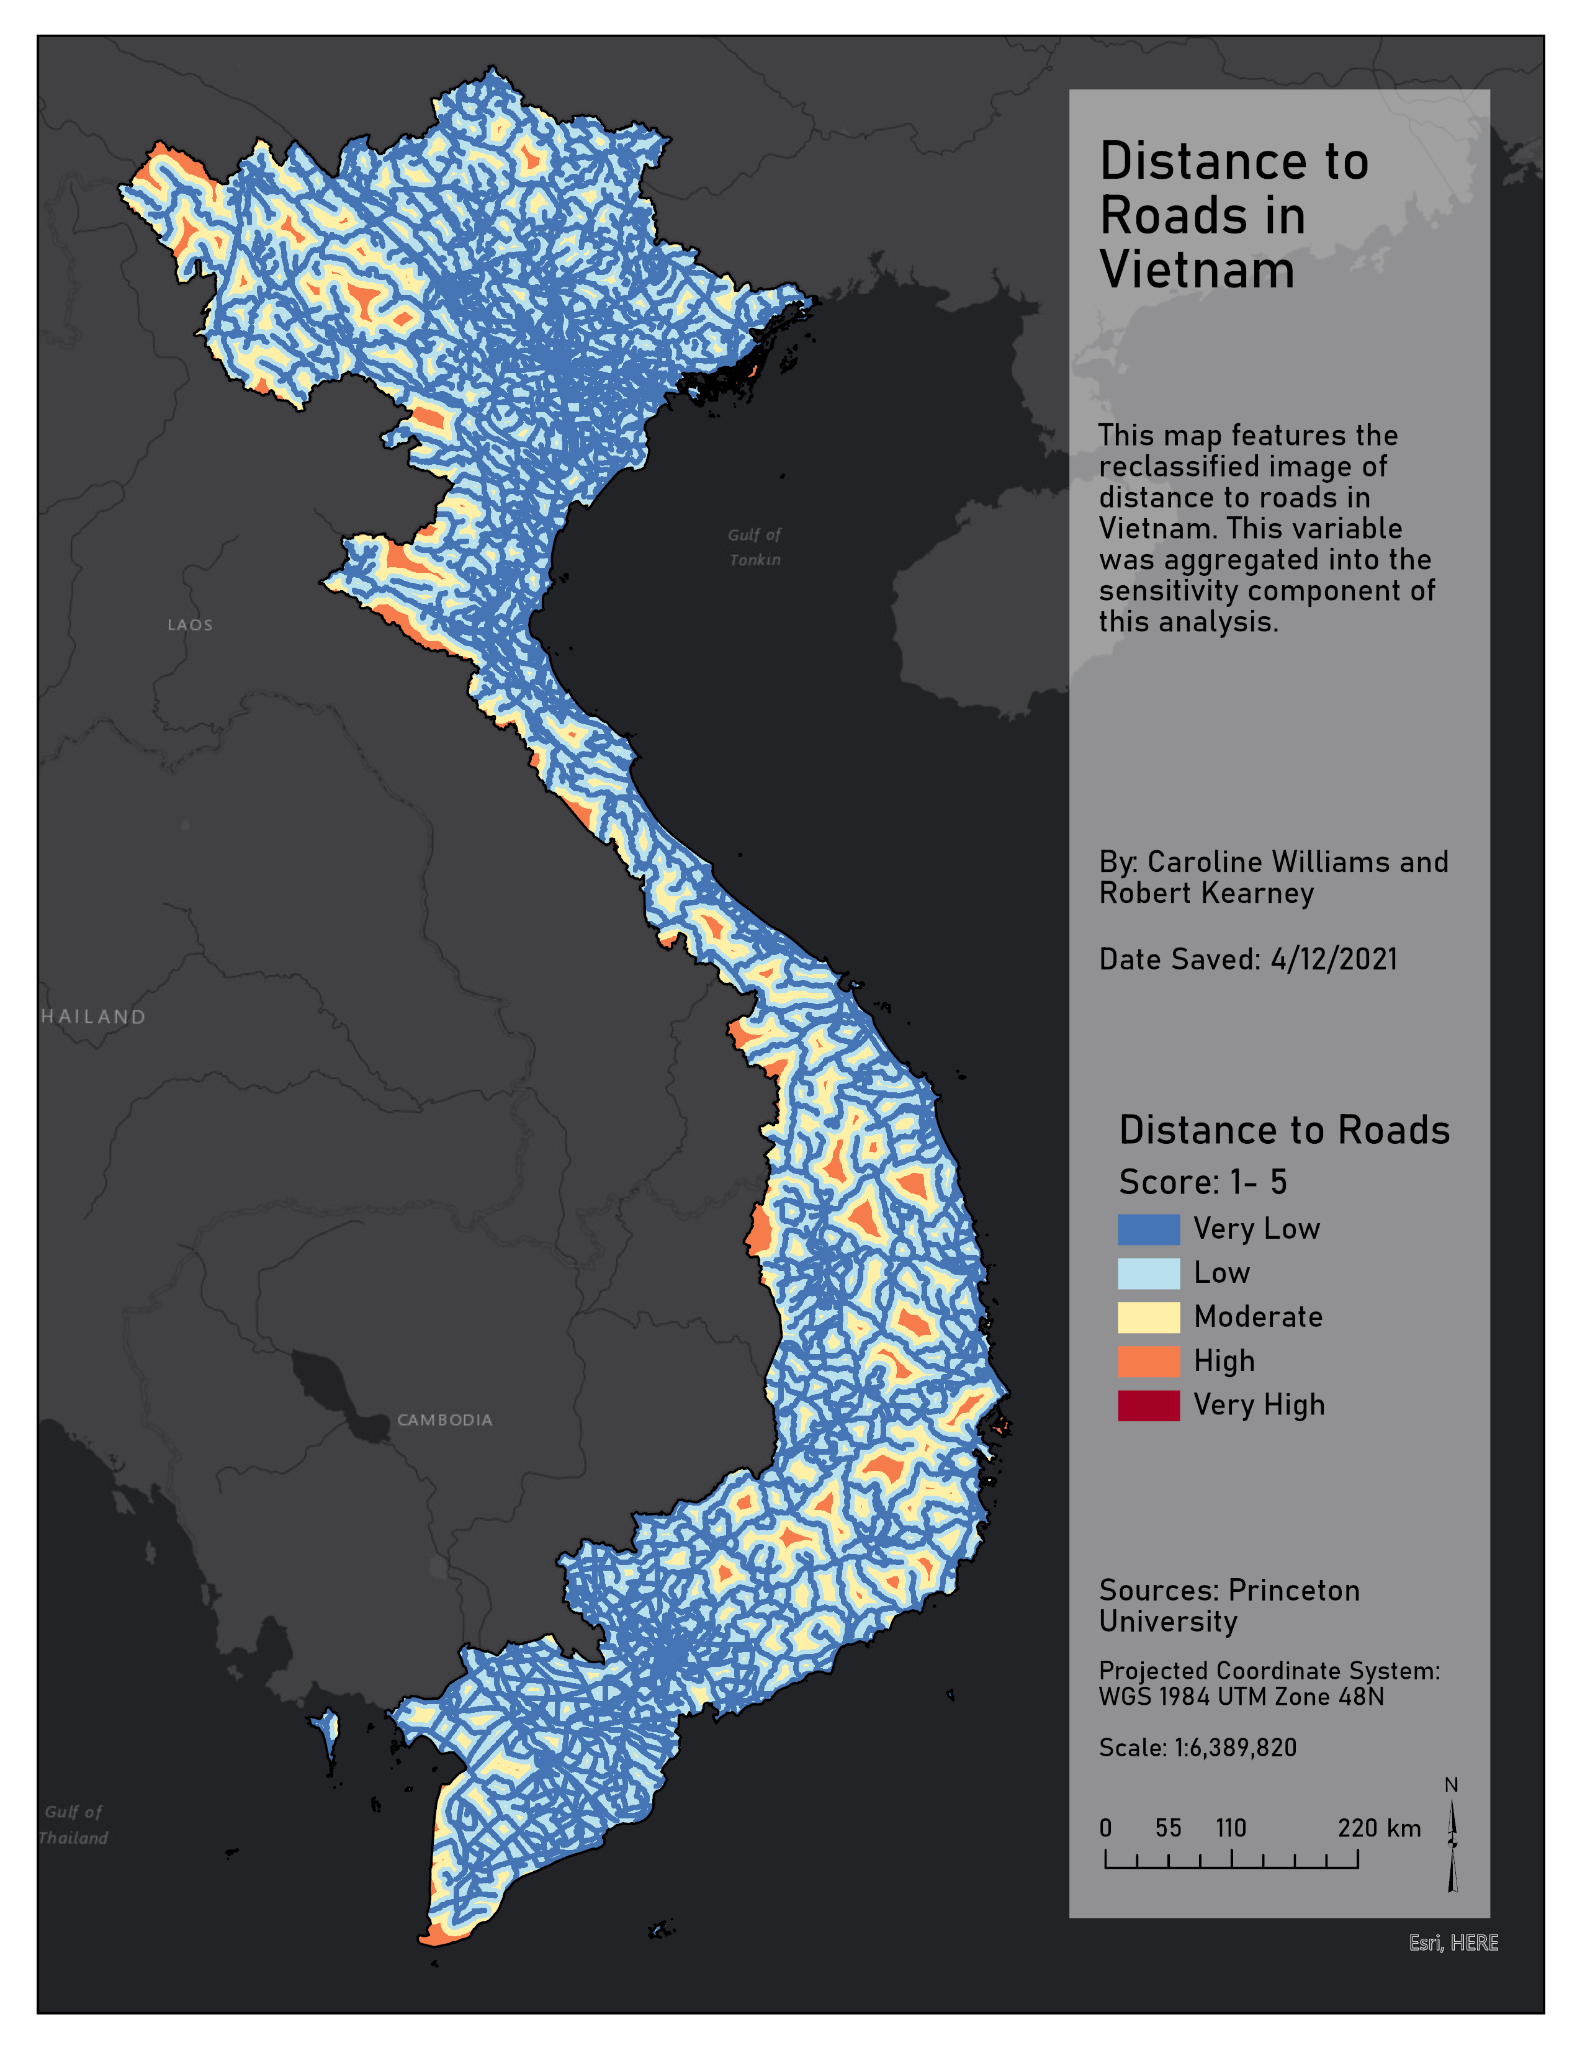 Distance to
Roads in
Vietnam
This map features the
reclassified image of
distance to roads in
Vietnam. This variable
was aggregated into the
sensitivity component of
this analysis.
By: Caroline Williams and
Robert Kearney
Date Saved: 4/12/2021
Distance to Roads
Score: 1- 5
Very Low
Low
Moderate
High
Very High
Sources: Princeton
University
Projected Coordinate System:
WGS 1984 UTM Zone 48N
Scale: 1:6,389,820
N
0 55 110 220 km
Esri, HERE
Gulf of
Tonkin
LAOS
HAILAND
CAMBODIA
Gulf of
Thailand